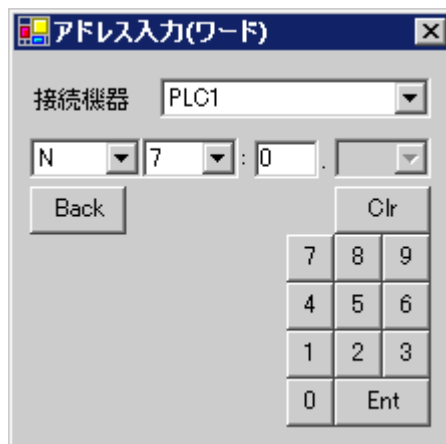 アドレス入力(ワード)
接続機器 PLC1
N 7 : 0 .
Back Clr
7 8 9
4 5 6
1 2 3
0 Ent